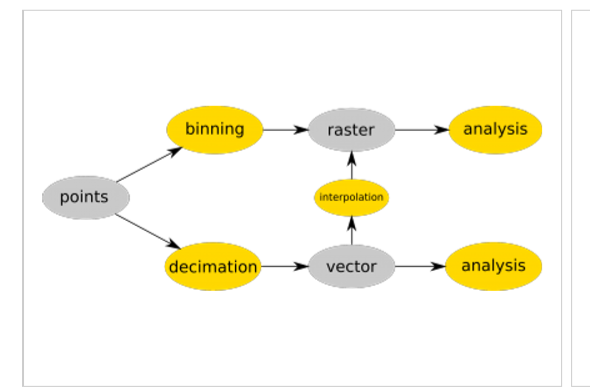 binning
raster
analysis
points
interpolation
decimation
vector
analysis